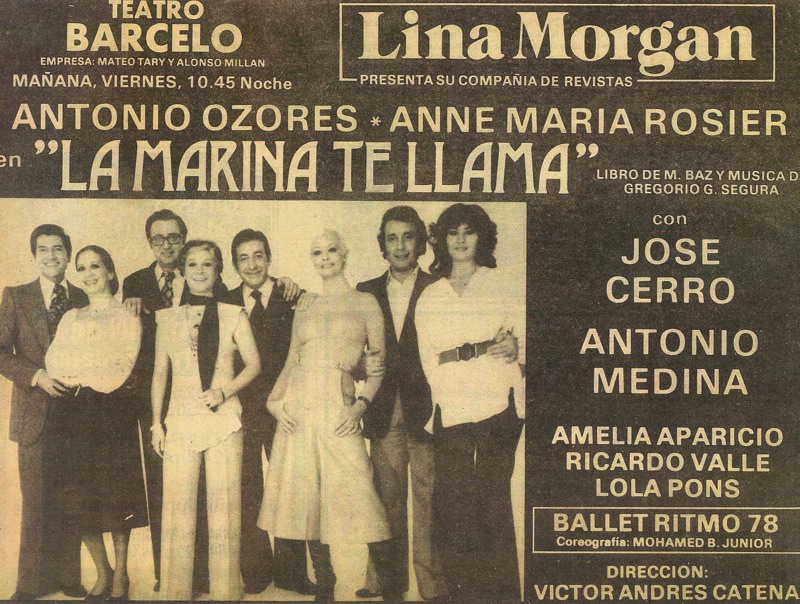 TEATRO
BARCELO
EMPRESA: MATEO TARY Y ALONSO MILLAN
MAÑANA, VIERNES, 10.45 Noche
Lina Morgan
PRESENTA SU COMPAÑIA DE REVISTAS
ANTONIO OZORES * ANNE MARIA ROSIER
en "LA MARINA TE LLAMA"
LIBRO DE M. BAZ Y MUSICA D
GREGORIO G. SEGURA
con
JOSE
CERRO
ANTONIO
MEDINA
AMELIA APARICIO
RICARDO VALLE
LOLA PONS
BALLET RITMO 78
Coreografía: MOHAMED B. JUNIOR
DIRECCION:
VICTOR ANDRES CATENA